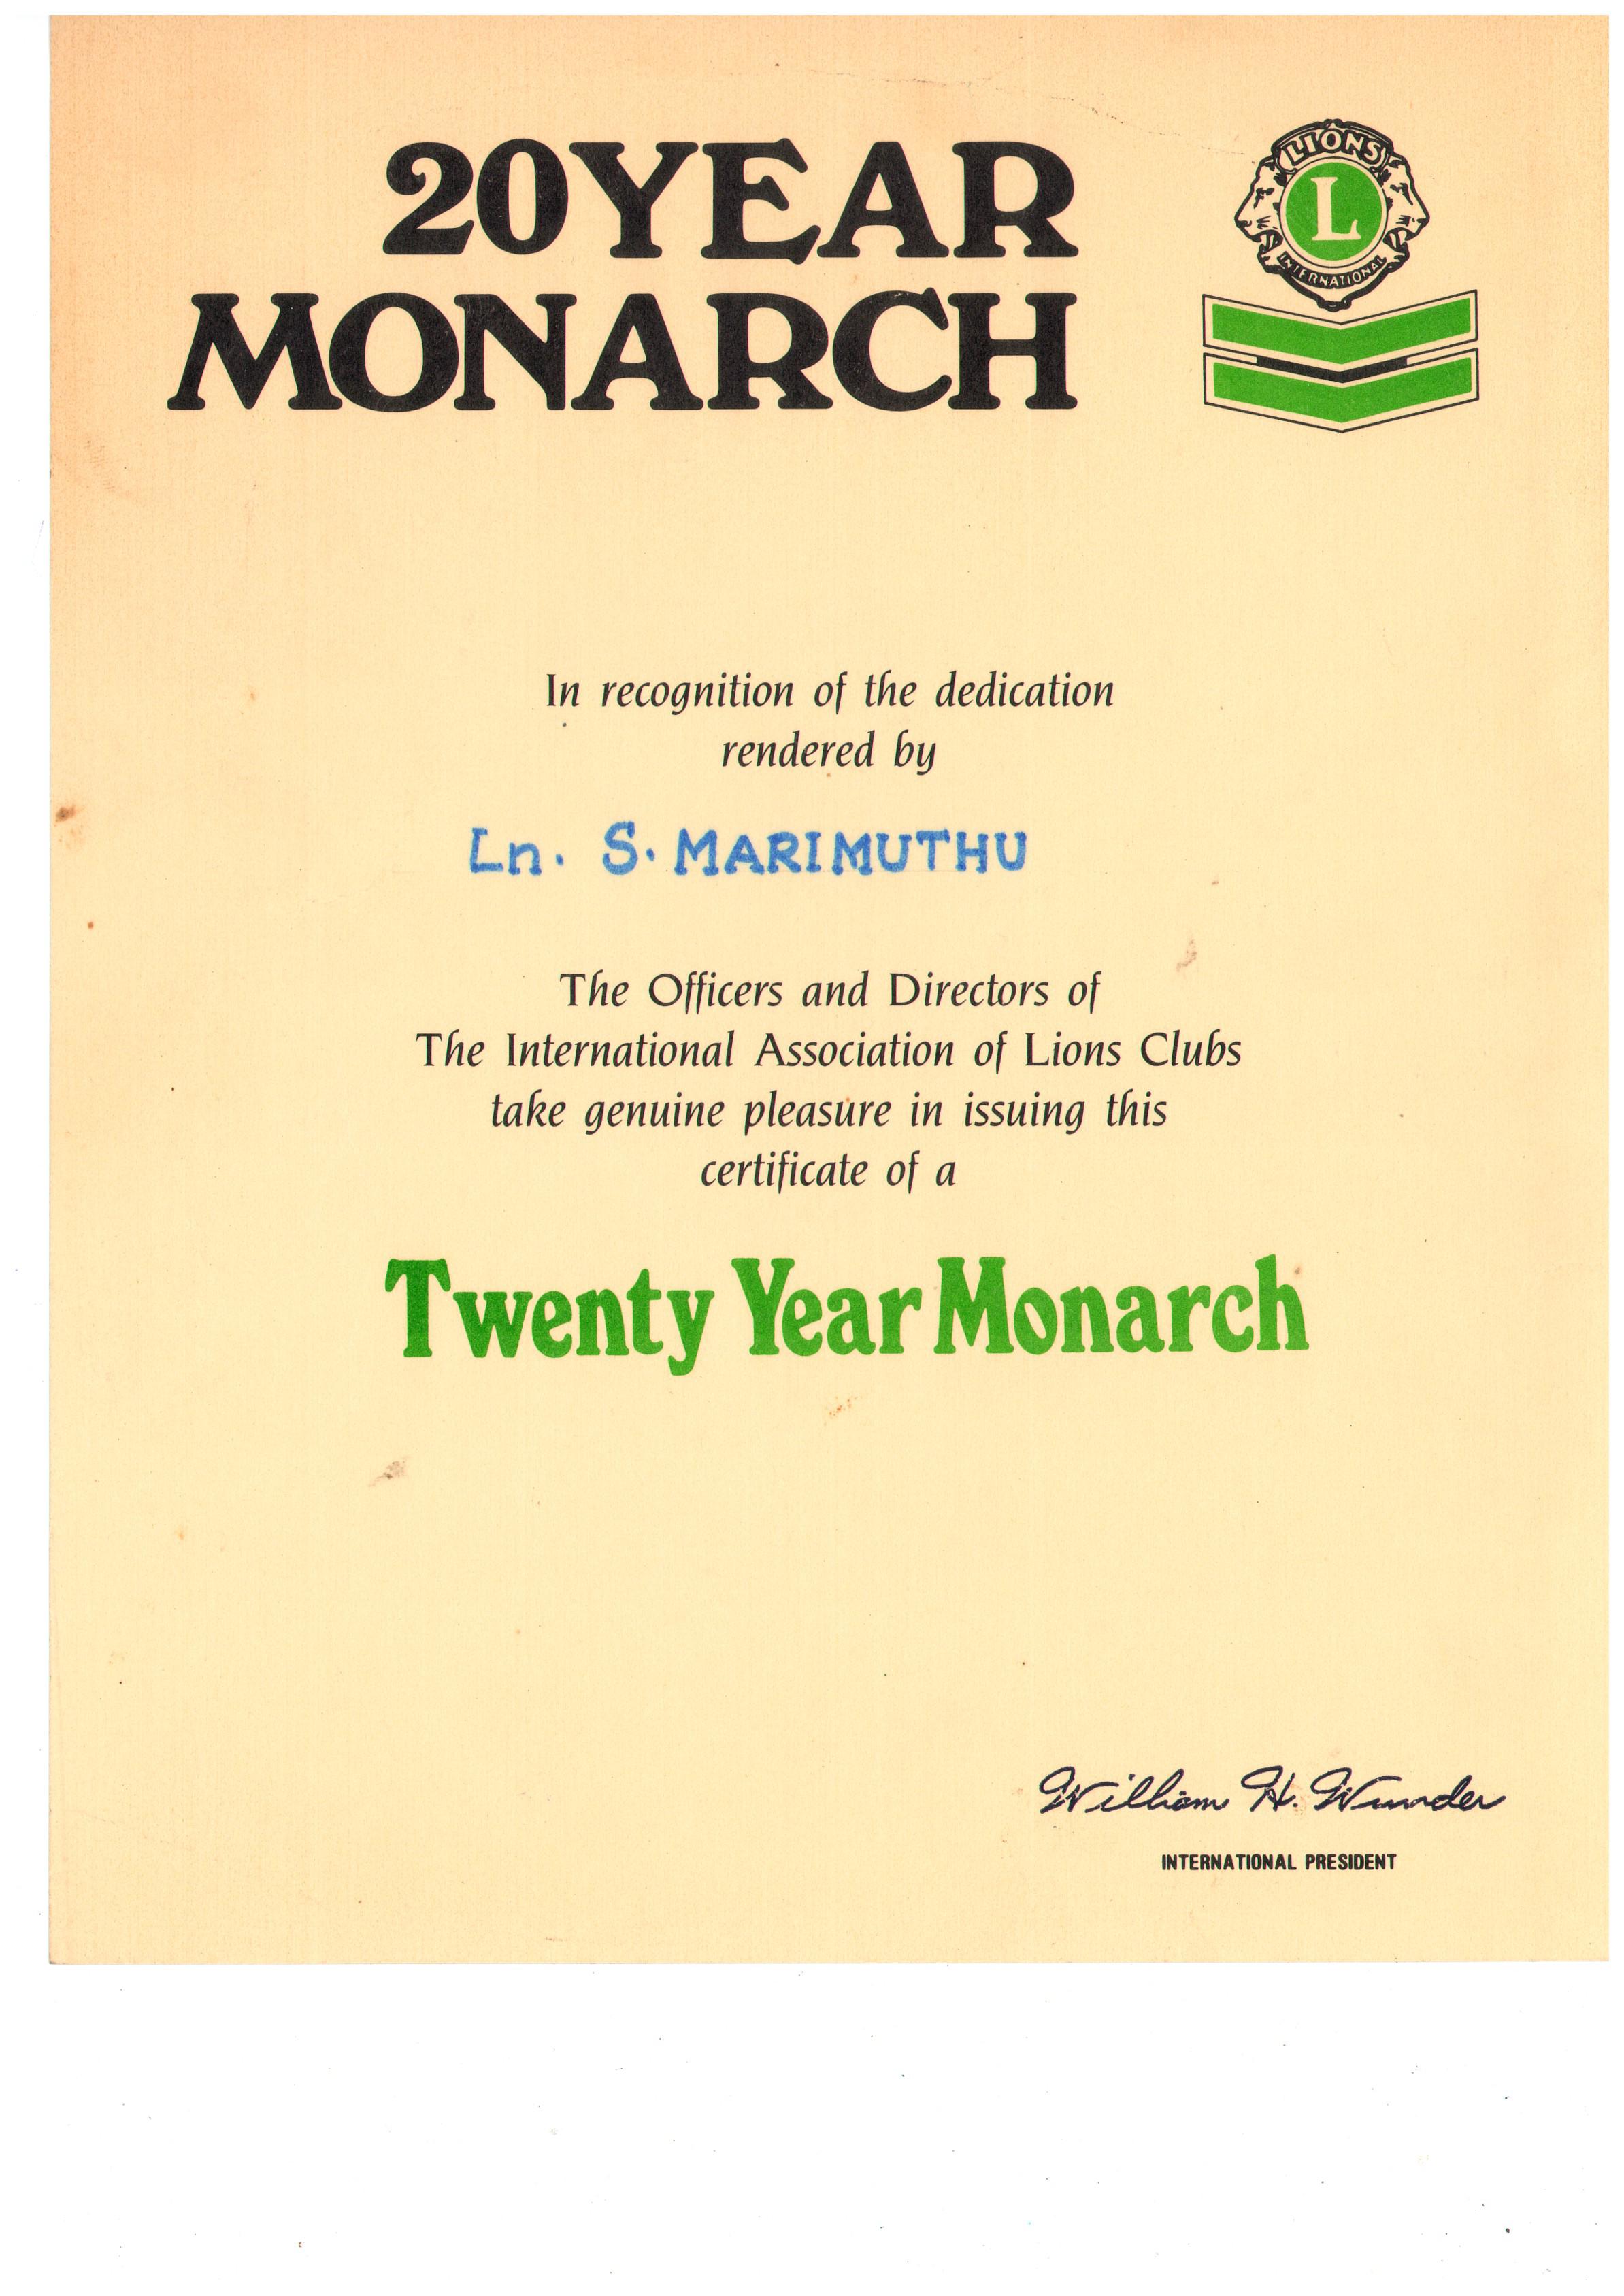 20 YEAR
MONARCH
LIONS
L
INTERNATIONAL
In recognition of the dedication
rendered by
Ln. S. MARIMUTHU
The Officers and Directors of
The International Association of Lions Clubs
take genuine pleasure in issuing this
certificate of a
Twenty Year Monarch
William H. Wunder
INTERNATIONAL PRESIDENT